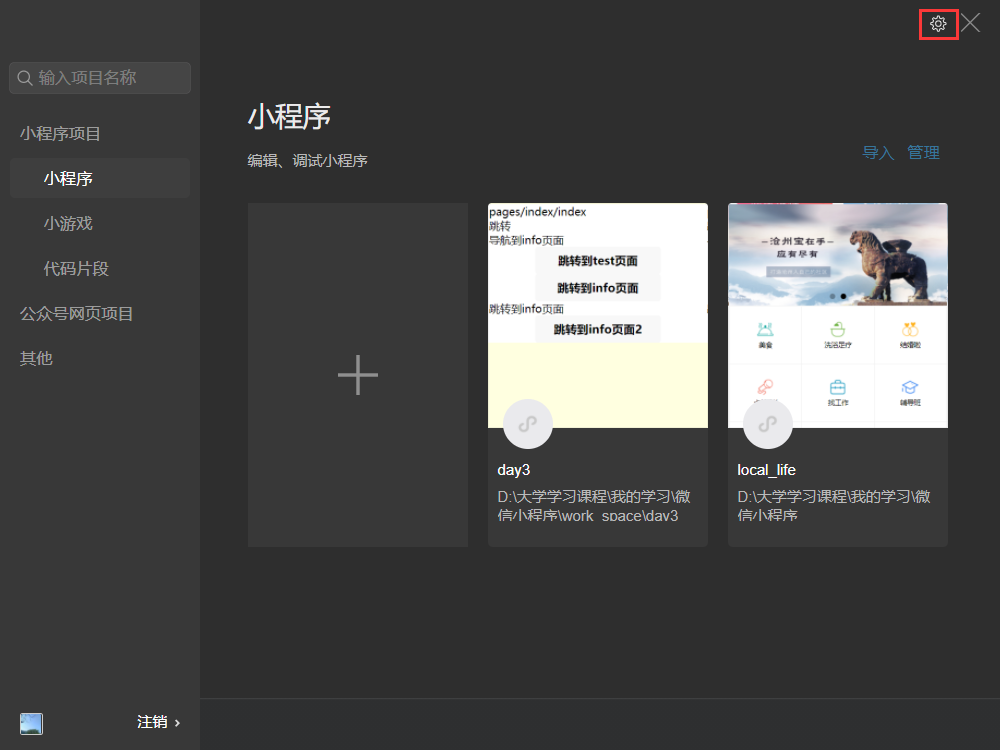 输入项目名称
小程序项目
小程序
小游戏
代码片段
公众号网页项目
其他
注销 ›
小程序
编辑、调试小程序
导入 管理
pages/index/index
跳转
导航到info页面
跳转到test页面
跳转到info页面
跳转到info页面
跳转到info页面2
day3
D:\大学学习课程\我的学习\微
信小程序\work_space\day3
沧州宝在手
应有尽有
美食
洗浴足疗
结婚啦
找工作
辅导班
local_life
D:\大学学习课程\我的学习\微
信小程序